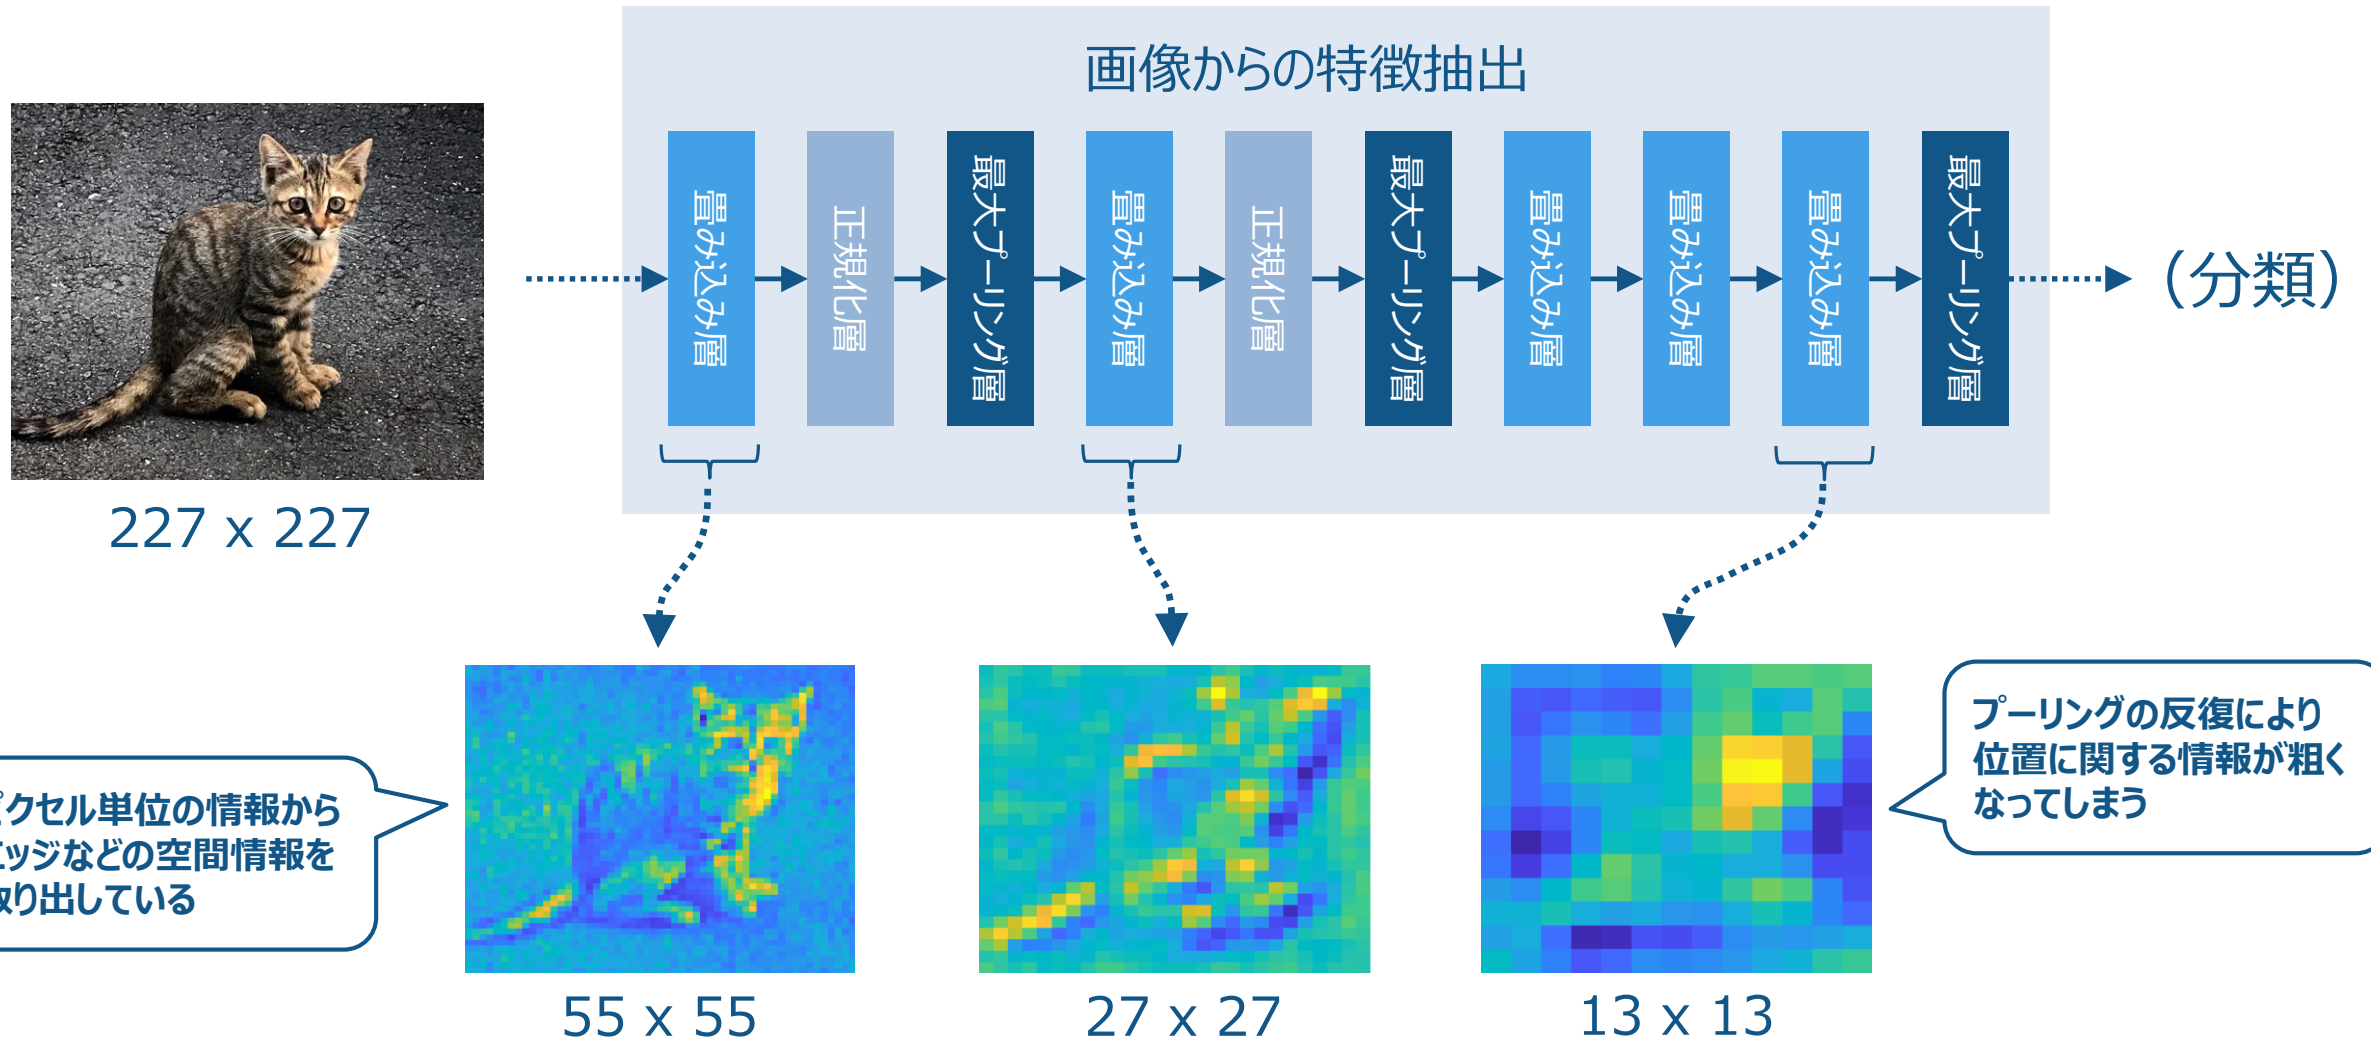 画像からの特徴抽出
畳み込み層
正規化層
最大プーリング層
畳み込み層
正規化層
最大プーリング層
畳み込み層
畳み込み層
畳み込み層
最大プーリング層
（分類）
227 x 227
ピクセル単位の情報から
エッジなどの空間情報を
取り出している
プーリングの反復により
位置に関する情報が粗く
なってしまう
55 x 55
27 x 27
13 x 13